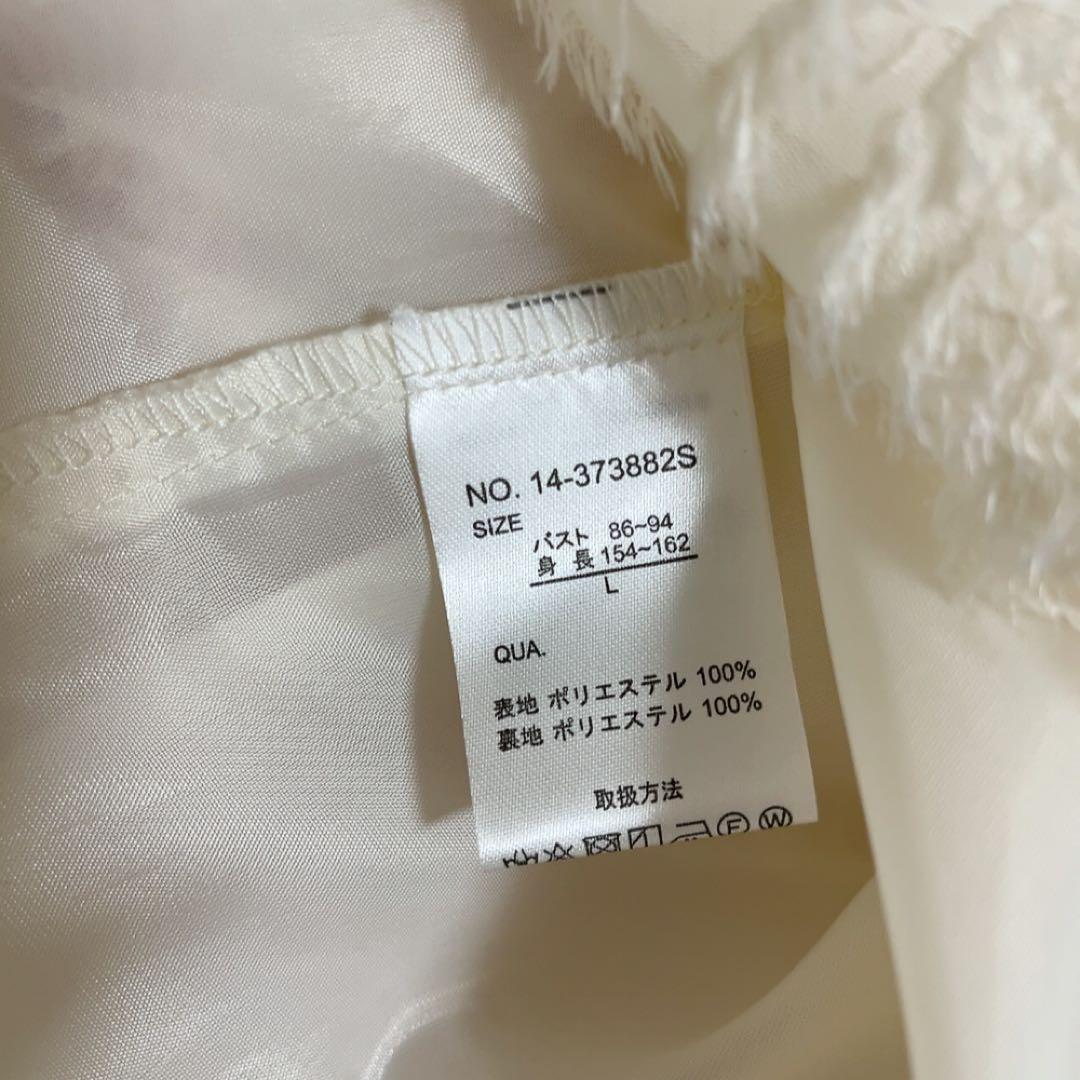 NO. 14-373882S
SIZE
バスト 86~94
身 長 154~162
L
QUA.
表地 ポリエステル 100%
裏地 ポリエステル 100%
取扱方法
F W